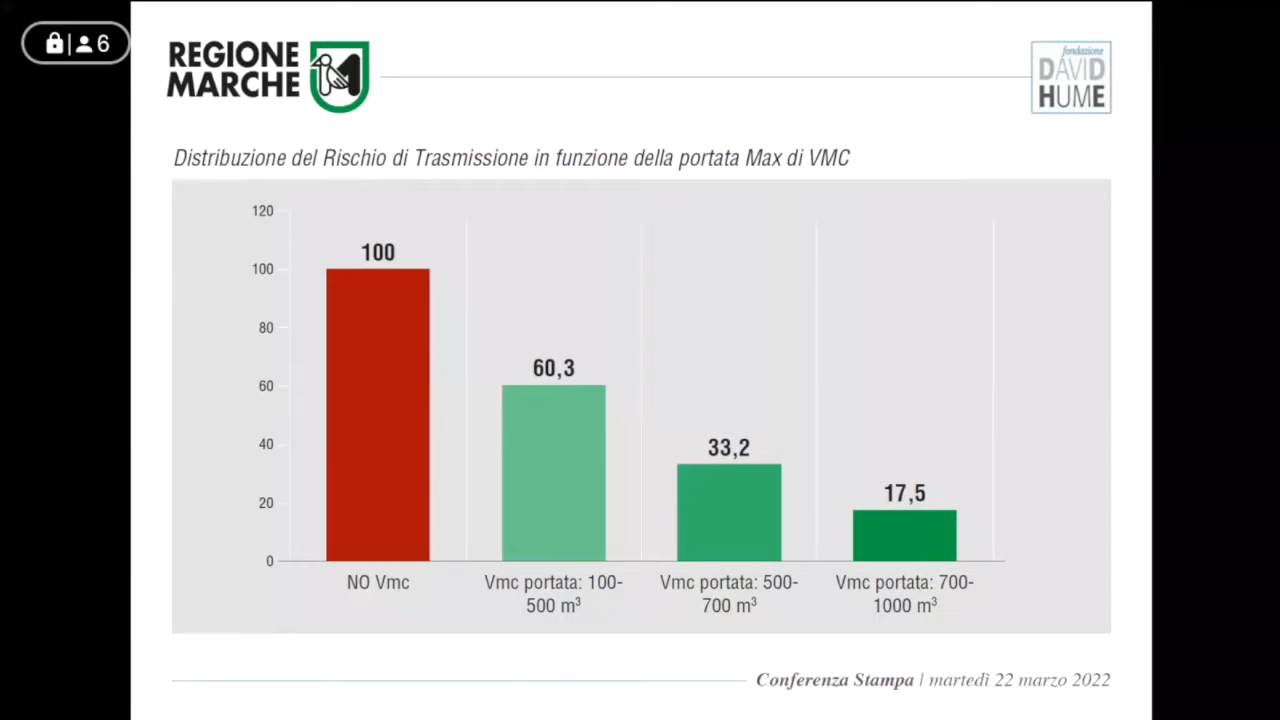 6
REGIONE
MARCHE
fondazione
DAVID
HUME
Distribuzione del Rischio di Trasmissione in funzione della portata Max di VMC
120
100
80
60
40
20
0
100
60,3
33,2
17,5
NO Vmc
Vmc portata: 100-
500 m³
Vmc portata: 500-
700 m³
Vmc portata: 700-
1000 m³
Conferenza Stampa | martedì 22 marzo 2022